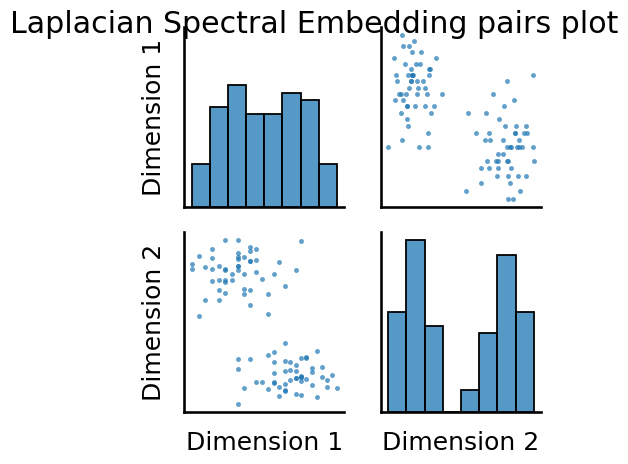 Laplacian Spectral Embedding pairs plot
Dimension 1
Dimension 2
Dimension 1
Dimension 2